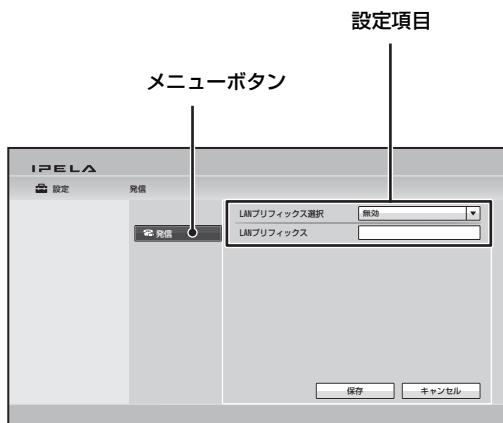 設定項目
メニューボタン
IPELA
設定 発信
LANプリフィックス選択 無効
発信
LANプリフィックス
保存 キャンセル